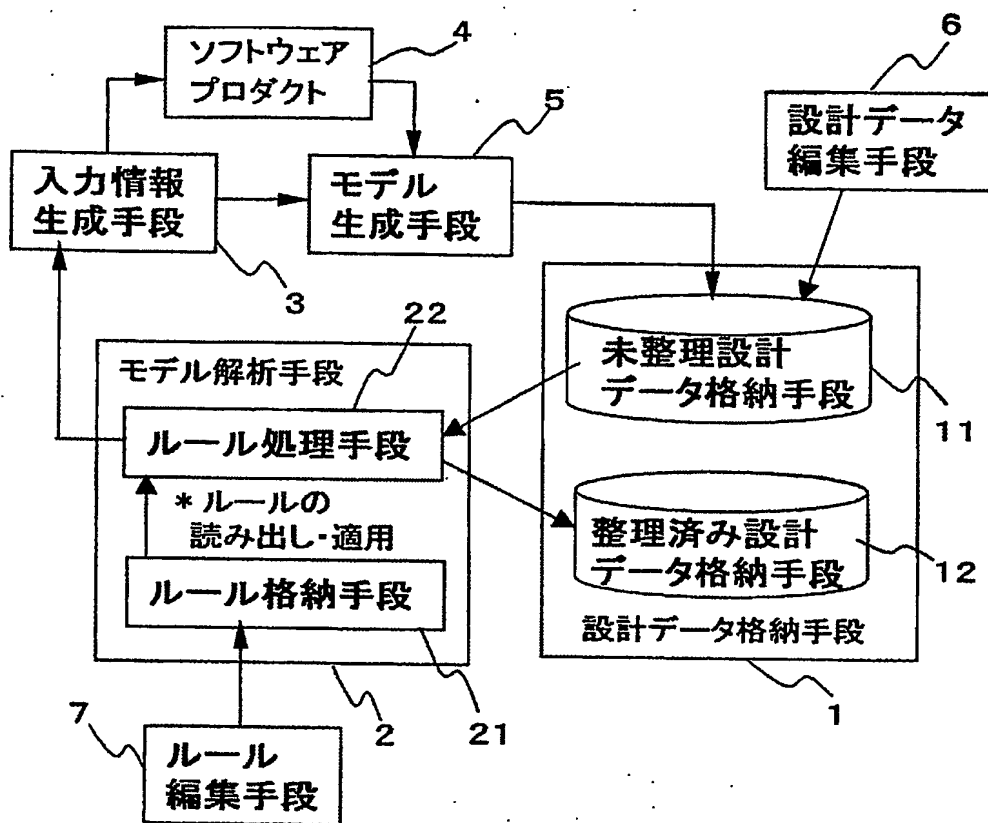 4
ソフトウェア
プロダクト
6
設計データ
編集手段
5
入力情報
生成手段
モデル
生成手段
3
22
モデル解析手段
ルール処理手段
* ルールの
読み出し・適用
ルール格納手段
未整理設計
データ格納手段
11
整理済み設計
データ格納手段
12
設計データ格納手段
7
2
21
1
ルール
編集手段